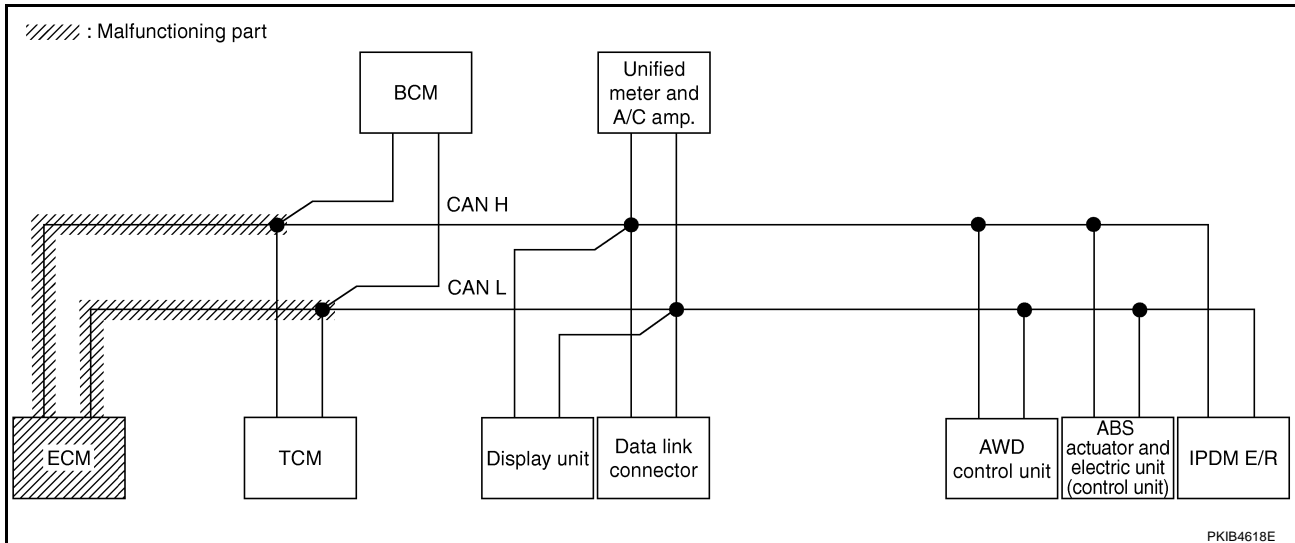 : Malfunctioning part
BCM
Unified
meter and
A/C amp.
CAN H
CAN L
ECM
TCM
Display unit
Data link
connector
AWD
control unit
ABS
actuator and
electric unit
(control unit)
IPDM E/R
PKIB4618E